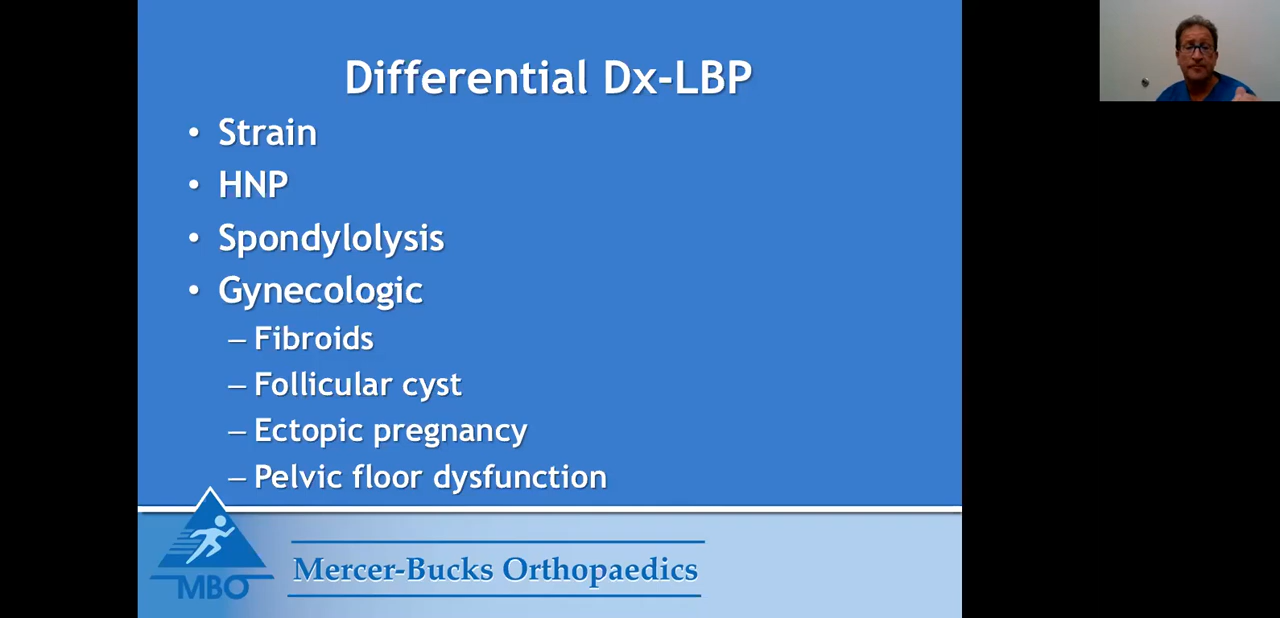 Differential Dx-LBP
• Strain
• HNP
• Spondylolysis
• Gynecologic
– Fibroids
– Follicular cyst
– Ectopic pregnancy
– Pelvic floor dysfunction
MBO
Mercer-Bucks Orthopaedics